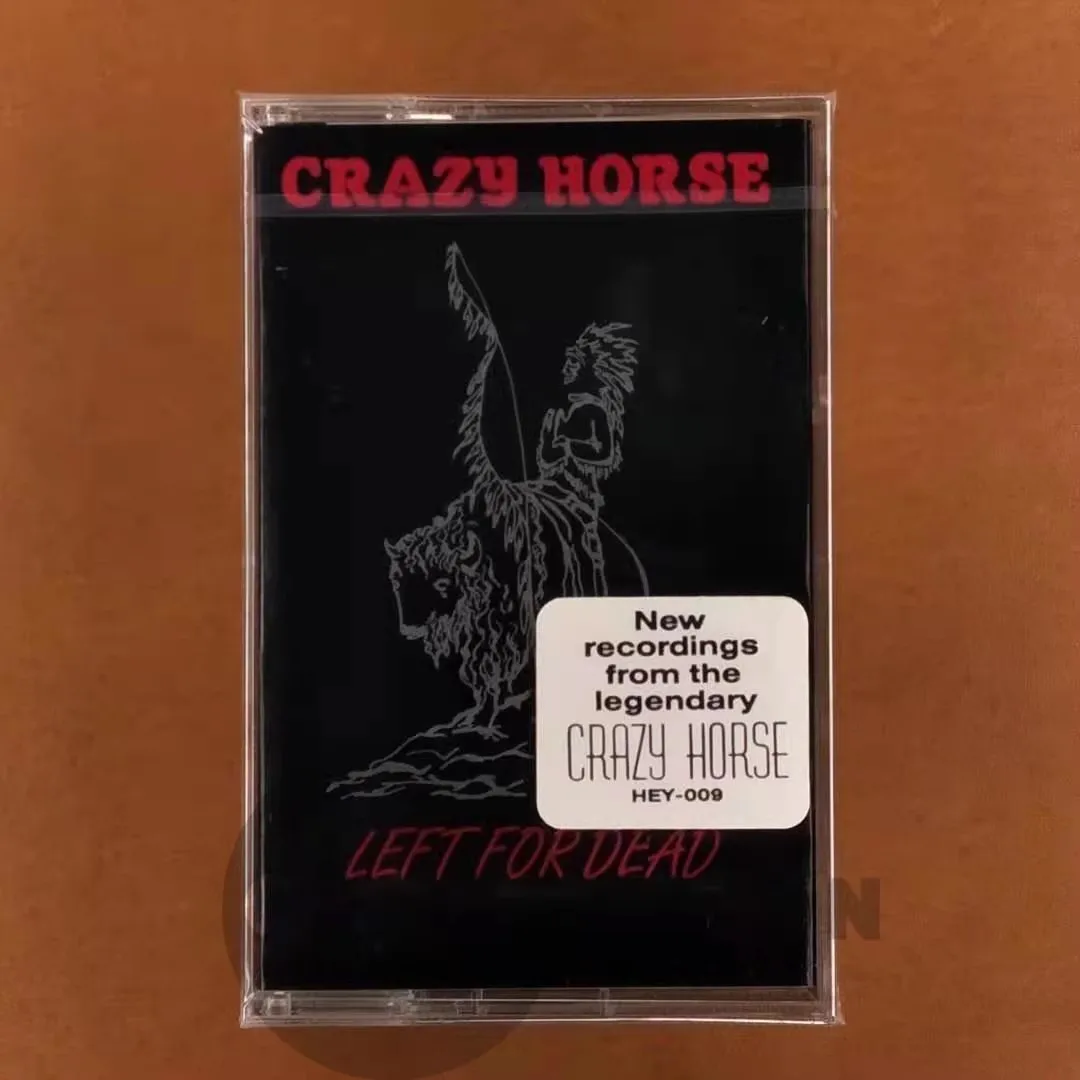 CRAZY HORSE
New
recordings
from the
legendary
CRAZY HORSE
HEY-009
LEFT FOR DEAD
N